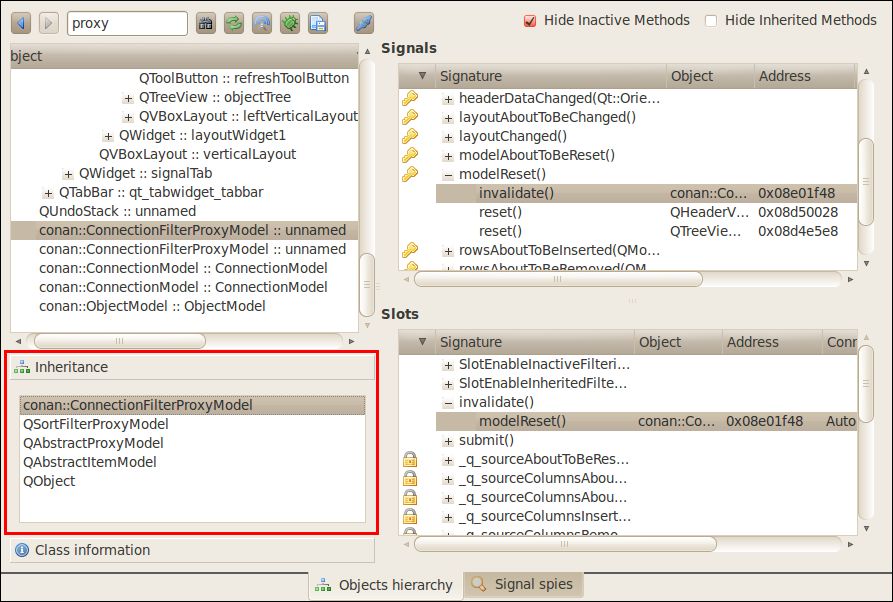 proxy
Hide Inactive Methods
Hide Inherited Methods
bject
QToolButton :: refreshToolButton
QTreeView :: objectTree
QVBoxLayout :: leftVerticalLayout
QWidget :: layoutWidget1
QVBoxLayout :: verticalLayout
QWidget :: signalTab
QTabBar :: qt_tabwidget_tabbar
QUndoStack :: unnamed
conan::ConnectionFilterProxyModel :: unnamed
conan::ConnectionFilterProxyModel :: unnamed
conan::ConnectionModel :: ConnectionModel
conan::ConnectionModel :: ConnectionModel
conan::ObjectModel :: ObjectModel
Inheritance
conan::ConnectionFilterProxyModel
QSortFilterProxyModel
QAbstractProxyModel
QAbstractItemModel
QObject
Class information
Signals
Signature Object Address
headerDataChanged(Qt::Orie...
layoutAboutToBeChanged()
layoutChanged()
modelAboutToBeReset()
modelReset()
invalidate() conan::Co... 0x08e01f48
reset() QHeaderV... 0x08d50028
reset() QTreeVie... 0x08d4e5e8
rowsAboutToBeInserted(QMo...
rowsAboutToBeRemoved(QM...
Slots
Signature Object Address Conr
SlotEnableInactiveFilteri...
SlotEnableInheritedFilte...
invalidate()
modelReset() conan::Co... 0x08e01f48 Auto
submit()
_q_sourceAboutToBeRes...
_q_sourceColumnsAbou...
_q_sourceColumnsAbou...
_q_sourceColumnsInsert...
_q_sourceColumnsRemo...
Objects hierarchy
Signal spies